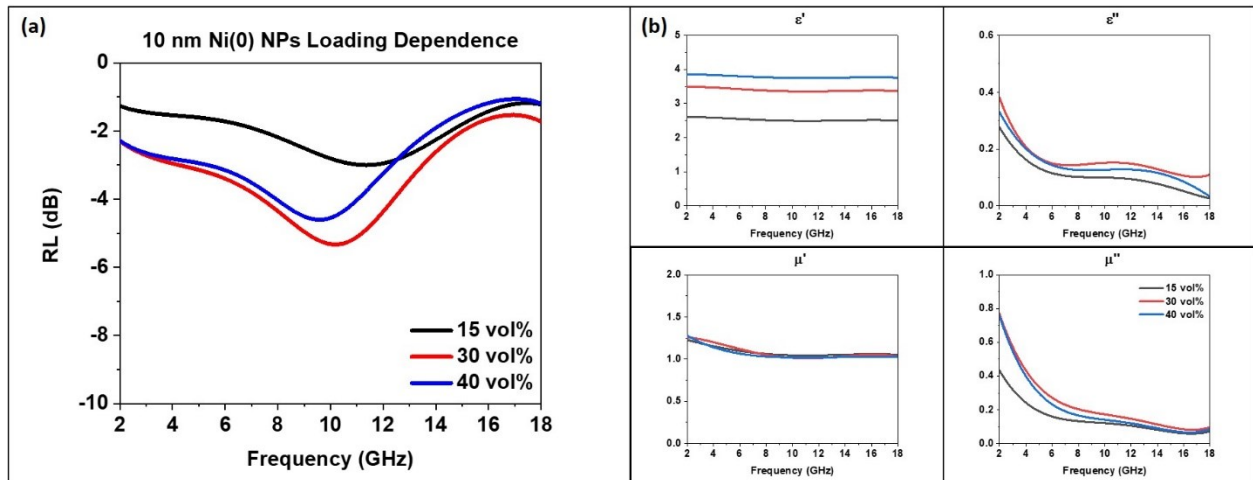 (a)
10 nm Ni(0) NPs Loading Dependence
0
-2
-4
-6
-8
-10
RL (dB)
15 vol%
30 vol%
40 vol%
2 4 6 8 10 12 14 16 18
Frequency (GHz)
(b)
ε'
5
4
3
2
1
0
2 4 6 8 10 12 14 16 18
Frequency (GHz)
ε"
0.6
0.4
0.2
0.0
2 4 6 8 10 12 14 16 18
Frequency (GHz)
μ'
2.0
1.5
1.0
0.5
0.0
2 4 6 8 10 12 14 16 18
Frequency (GHz)
μ"
1.0
0.8
0.6
0.4
0.2
0.0
15 vol%
30 vol%
40 vol%
2 4 6 8 10 12 14 16 18
Frequency (GHz)